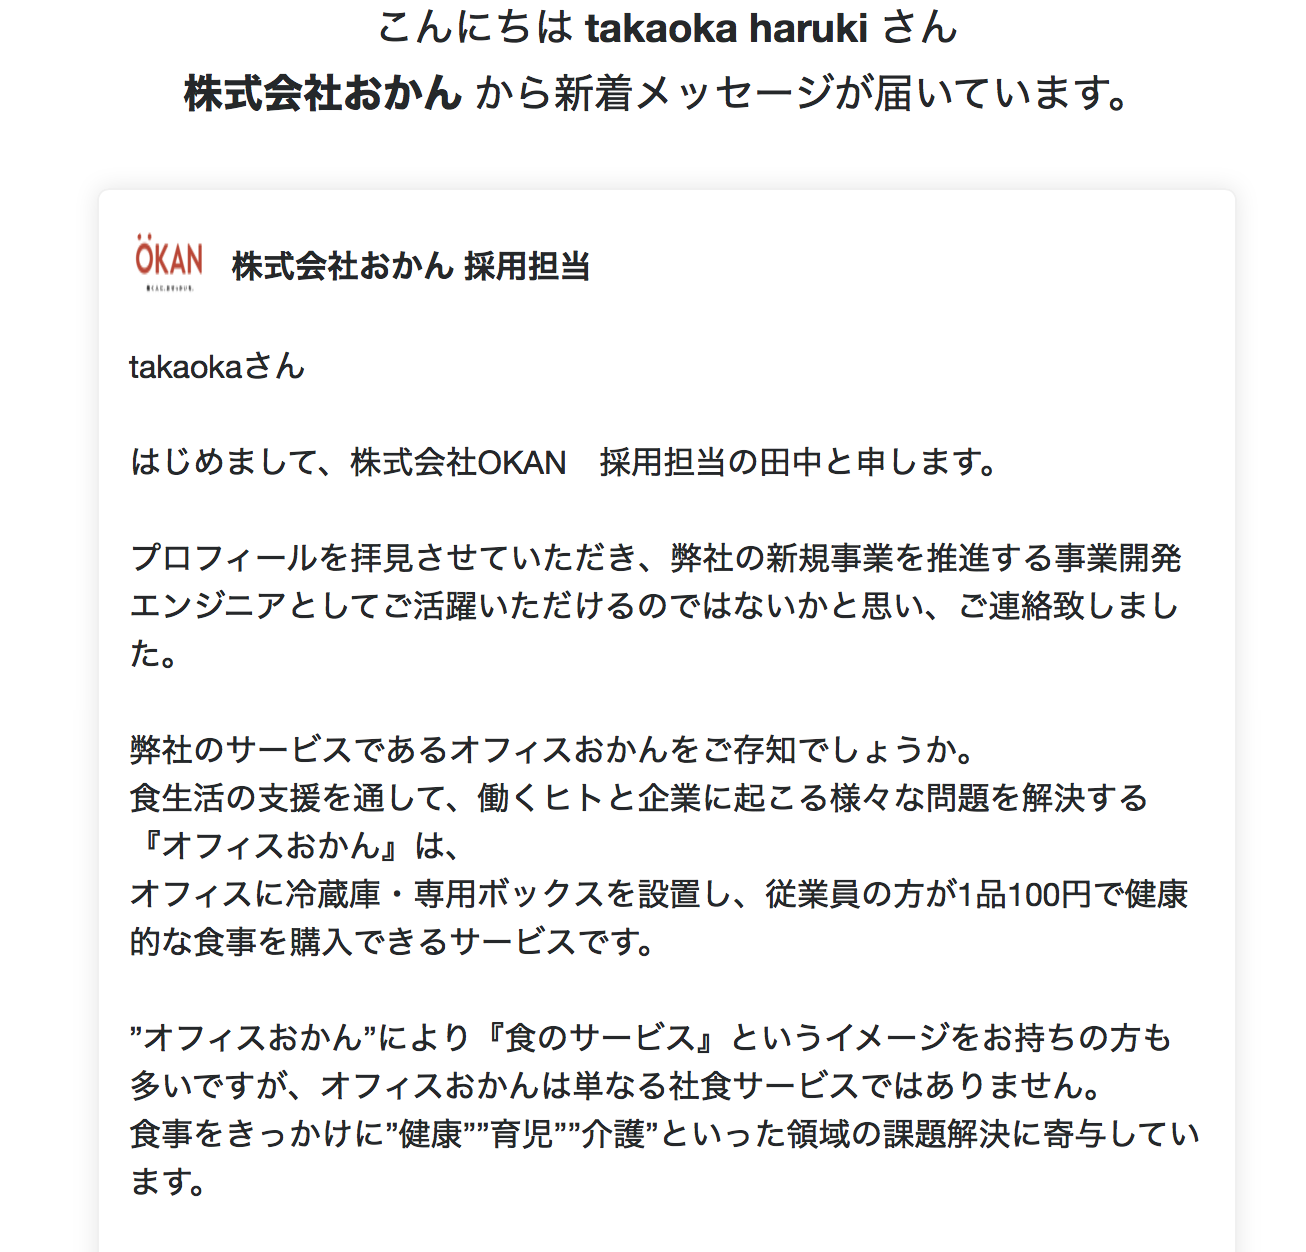 こんにちは takaoka haruki さん
株式会社おかん から新着メッセージが届いています。
ÖKAN
働く人に、おせっかいを。
株式会社おかん 採用担当
takaokaさん
はじめまして、株式会社OKAN　採用担当の田中と申します。
プロフィールを拝見させていただき、弊社の新規事業を推進する事業開発
エンジニアとしてご活躍いただけるのではないかと思い、ご連絡致しまし
た。
弊社のサービスであるオフィスおかんをご存知でしょうか。
食生活の支援を通して、働くヒトと企業に起こる様々な問題を解決する
『オフィスおかん』は、
オフィスに冷蔵庫・専用ボックスを設置し、従業員の方が1品100円で健康
的な食事を購入できるサービスです。
”オフィスおかん”により『食のサービス』というイメージをお持ちの方も
多いですが、オフィスおかんは単なる社食サービスではありません。
食事をきっかけに”健康””育児””介護”といった領域の課題解決に寄与してい
ます。